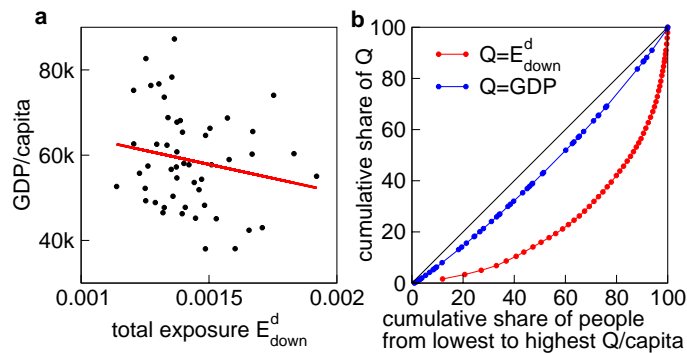 a
GDP/capita
80k
60k
40k
0.001
0.0015
0.002
total exposure E^d_down
b
cumulative share of Q
100
80
60
40
20
0
Q=E^d_down
Q=GDP
0
20
40
60
80
100
cumulative share of people
from lowest to highest Q/capita